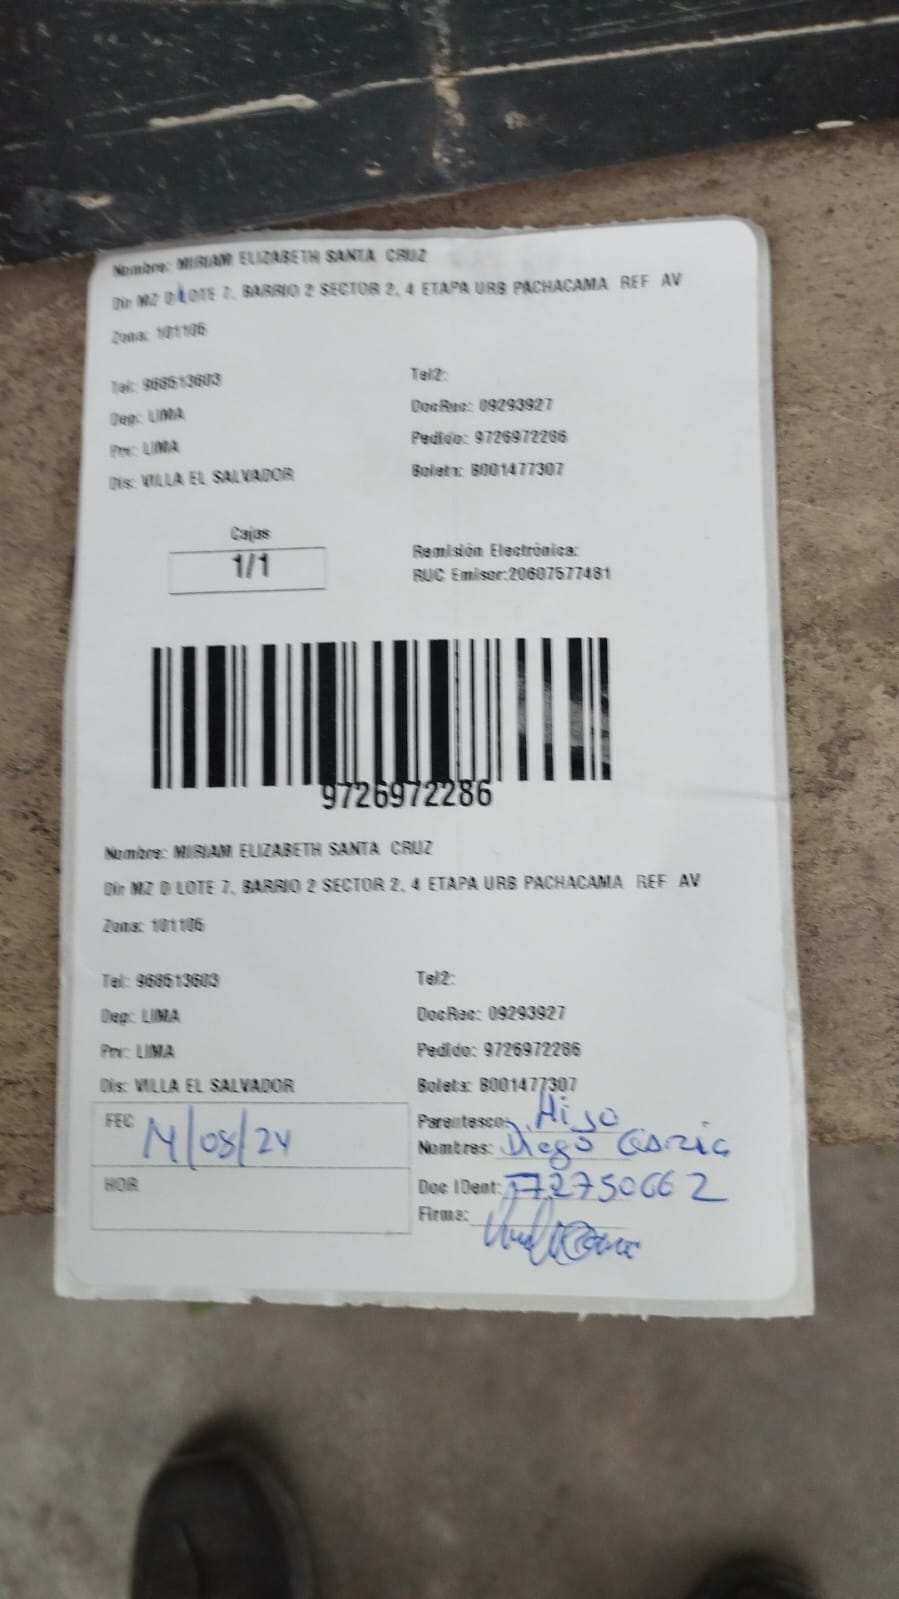 Nombre: MIRIAM ELIZABETH SANTA CRUZ
Dir MZ D LOTE 7, BARRIO 2 SECTOR 2, 4 ETAPA URB PACHACAMA REF AV
Zona: 101106
Tel: 968513603 Tel2:
Dep: LIMA DocRec: 09293927
Prv: LIMA Pedido: 9726972286
Dis: VILLA EL SALVADOR Boleta: B001477307
Cajas
1/1
Remisión Electrónica:
RUC Emisor:20607577481
9726972286
Nombre: MIRIAM ELIZABETH SANTA CRUZ
Dir MZ D LOTE 7, BARRIO 2 SECTOR 2, 4 ETAPA URB PACHACAMA REF AV
Zona: 101106
Tel: 968513603 Tel2:
Dep: LIMA DocRec: 09293927
Prv: LIMA Pedido: 9726972286
Dis: VILLA EL SALVADOR Boleta: B001477307
FEC 14/08/24
Parentesco: Hijo
Nombres: Diego
HOR
Doc IDent: 77275066 2
Firma: